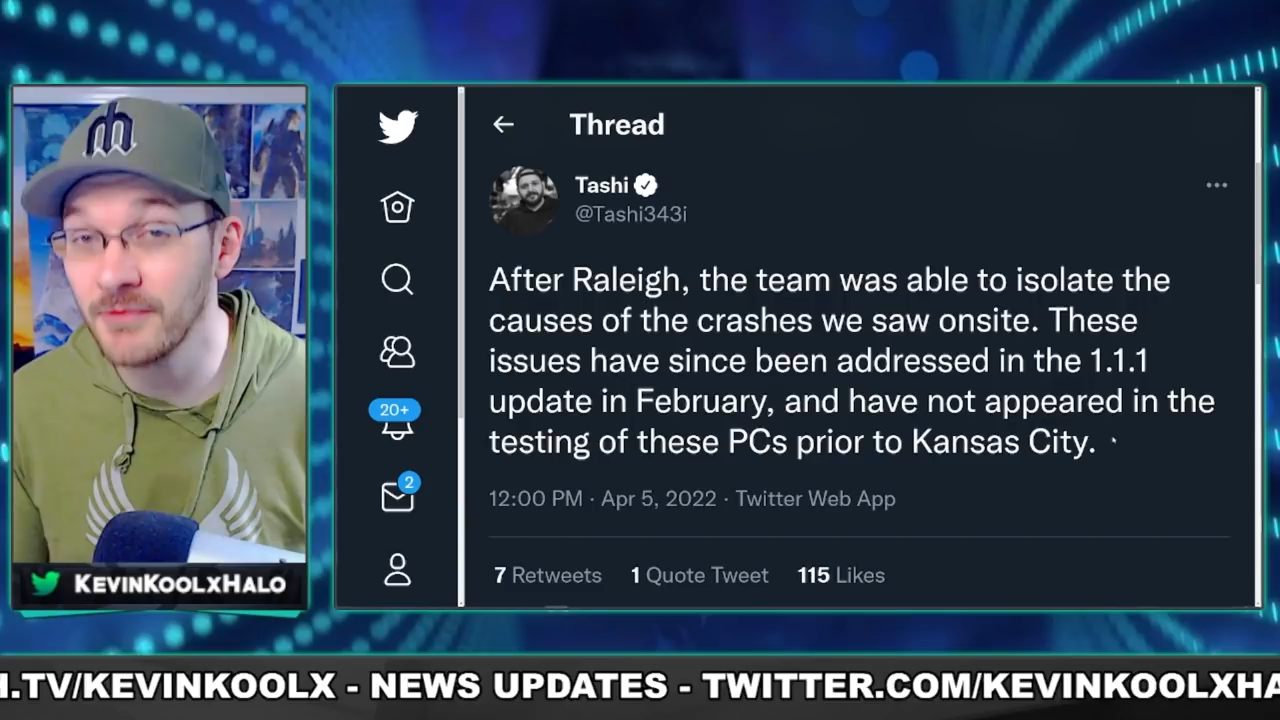 Thread
Tashi
@Tashi343i
After Raleigh, the team was able to isolate the
causes of the crashes we saw onsite. These
issues have since been addressed in the 1.1.1
update in February, and have not appeared in the
testing of these PCs prior to Kansas City.
12:00 PM · Apr 5, 2022 · Twitter Web App
7 Retweets 1 Quote Tweet 115 Likes
20+
2
KEVINKOOLXHALO
H.TV/KEVINKOOLX - NEWS UPDATES - TWITTER.COM/KEVINKOOLXHA